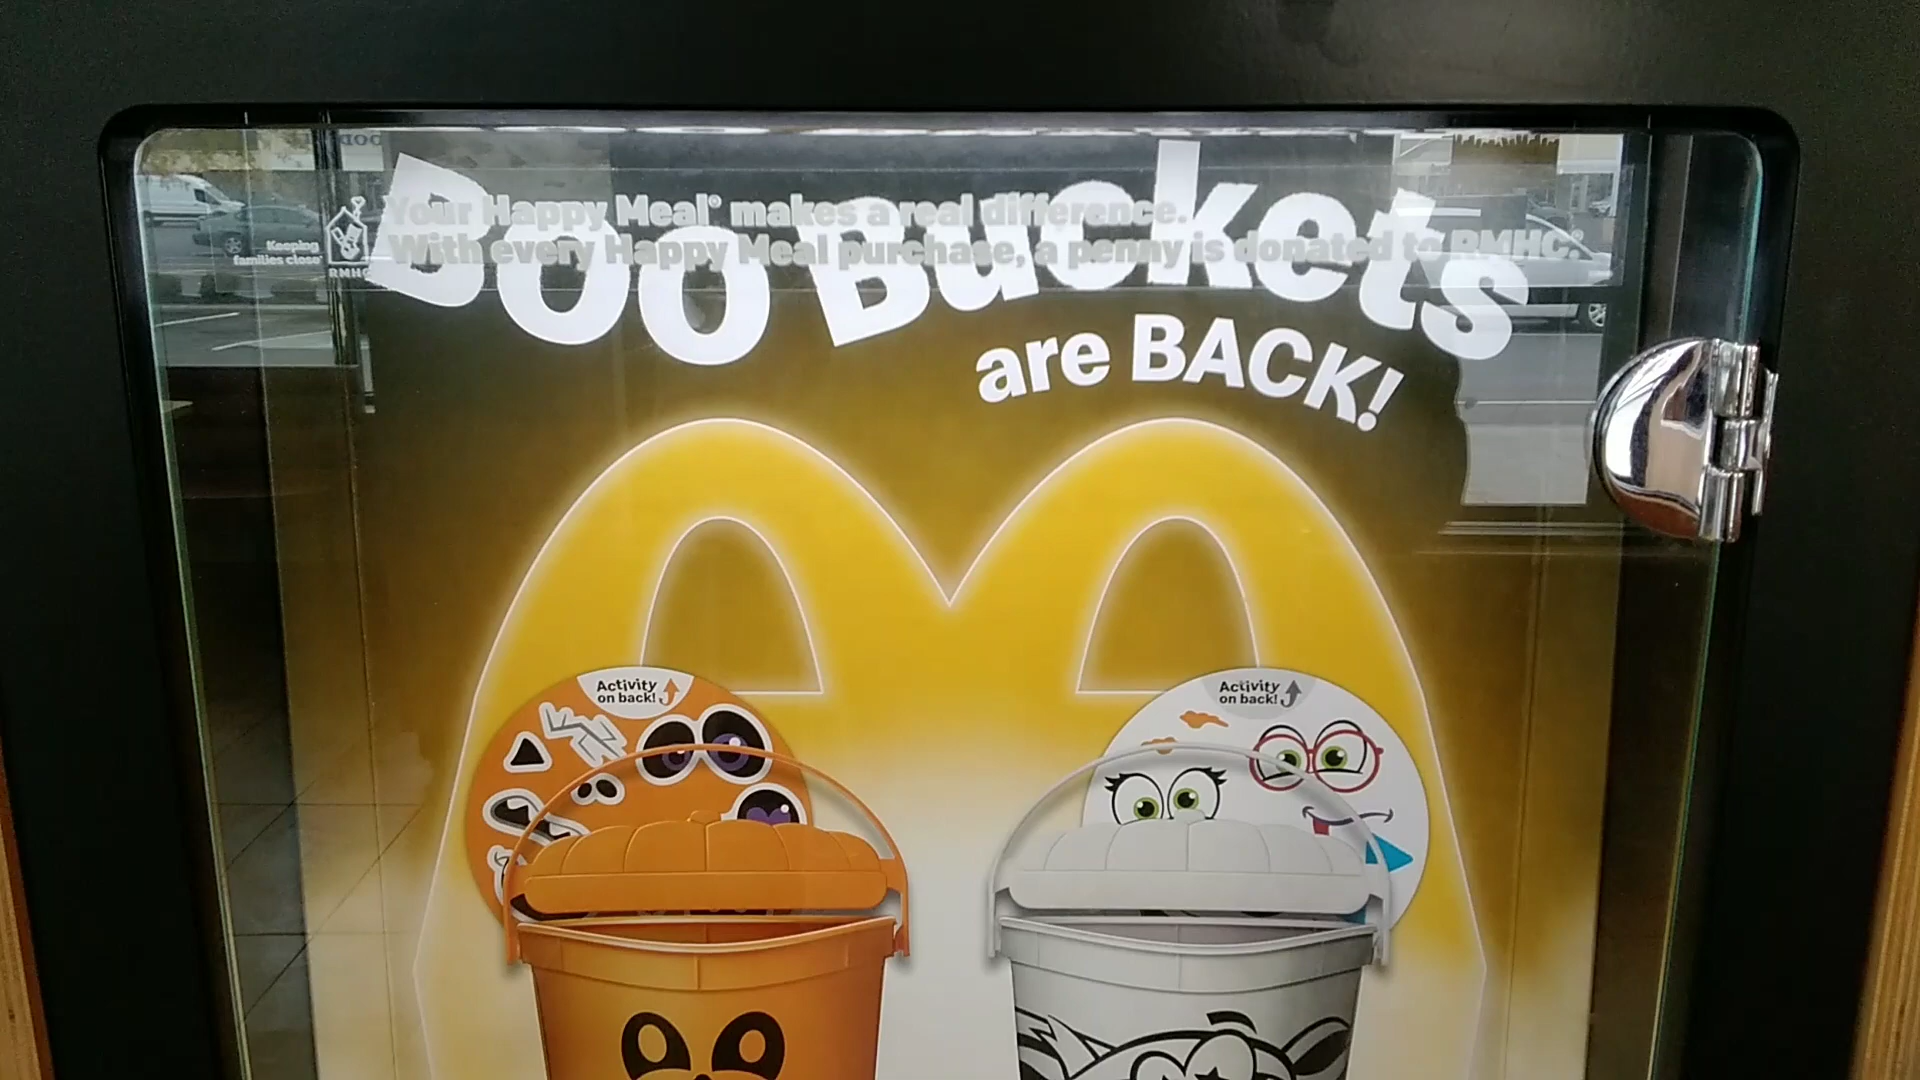 Boo Buckets
are BACK!
Your Happy Meal® makes a real difference.
With every Happy Meal purchase, a penny is donated to RMHC®.
Keeping
families close®
RMHC
Activity
on back!
Activity
on back!